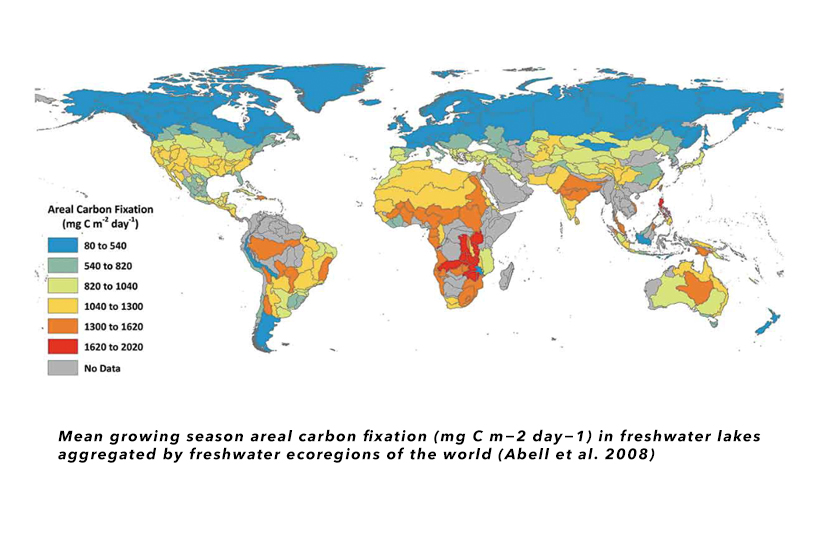 Areal Carbon Fixation
(mg C m⁻² day⁻¹)
80 to 540
540 to 820
820 to 1040
1040 to 1300
1300 to 1620
1620 to 2020
No Data
Mean growing season areal carbon fixation (mg C m−2 day−1) in freshwater lakes
aggregated by freshwater ecoregions of the world (Abell et al. 2008)